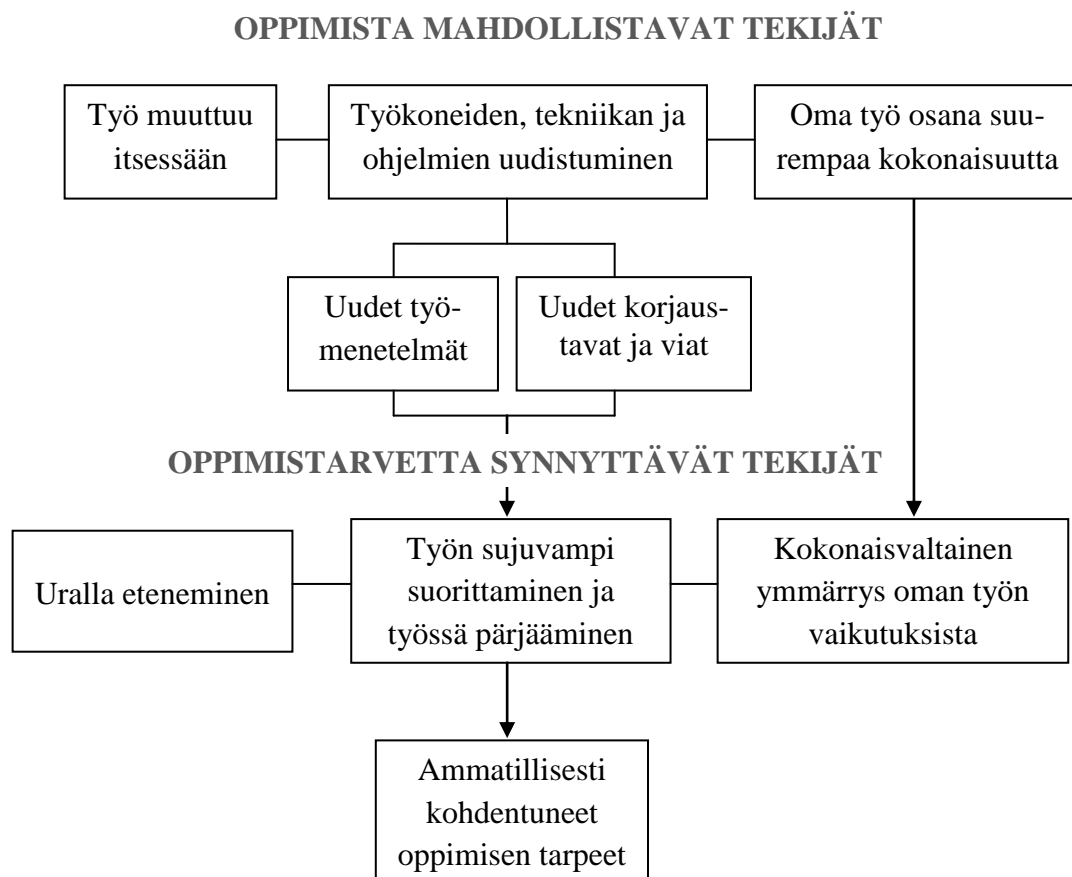 OPPIMISTA MAHDOLLISTAVAT TEKIJÄT
Työ muuttuu
itsessään
Työkoneiden, tekniikan ja
ohjelmien uudistuminen
Oma työ osana suu-
rempaa kokonaisuutta
Uudet työ-
menetelmät
Uudet korjaus-
tavat ja viat
OPPIMISTARVETTA SYNNYTTÄVÄT TEKIJÄT
Uralla eteneminen
Työn sujuvampi
suorittaminen ja
työssä pärjääminen
Kokonaisvaltainen
ymmärrys oman työn
vaikutuksista
Ammatillisesti
kohdentuneet
oppimisen tarpeet